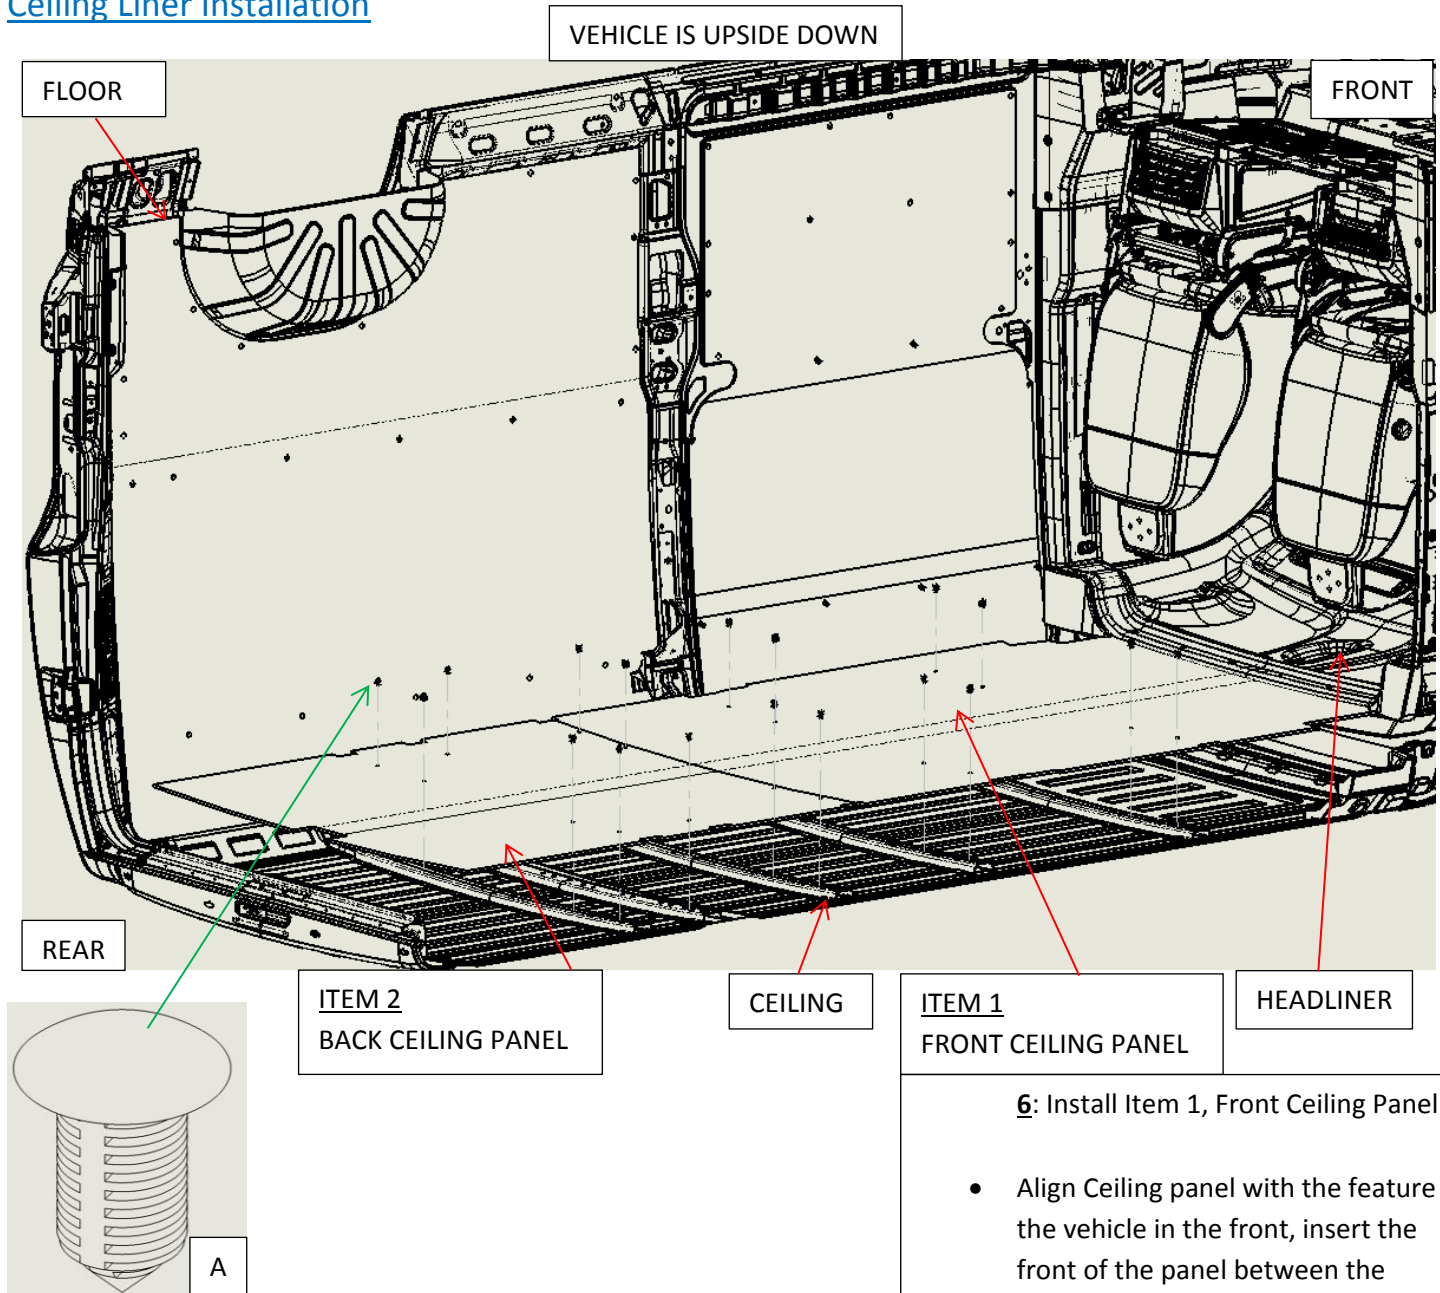 Ceiling Liner Installation
VEHICLE IS UPSIDE DOWN
FLOOR
FRONT
REAR
ITEM 2
BACK CEILING PANEL
CEILING
ITEM 1
FRONT CEILING PANEL
HEADLINER
A
6: Install Item 1, Front Ceiling Panel
• Align Ceiling panel with the feature
the vehicle in the front, insert the
front of the panel between the